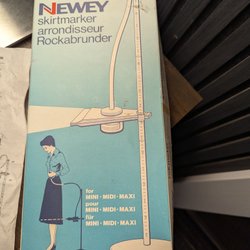 NEWEY
skirtmarker
arrondisseur
Rockabrunder
for
MINI · MIDI · MAXI
pour
MINI · MIDI · MAXI
für
MINI · MIDI · MAXI